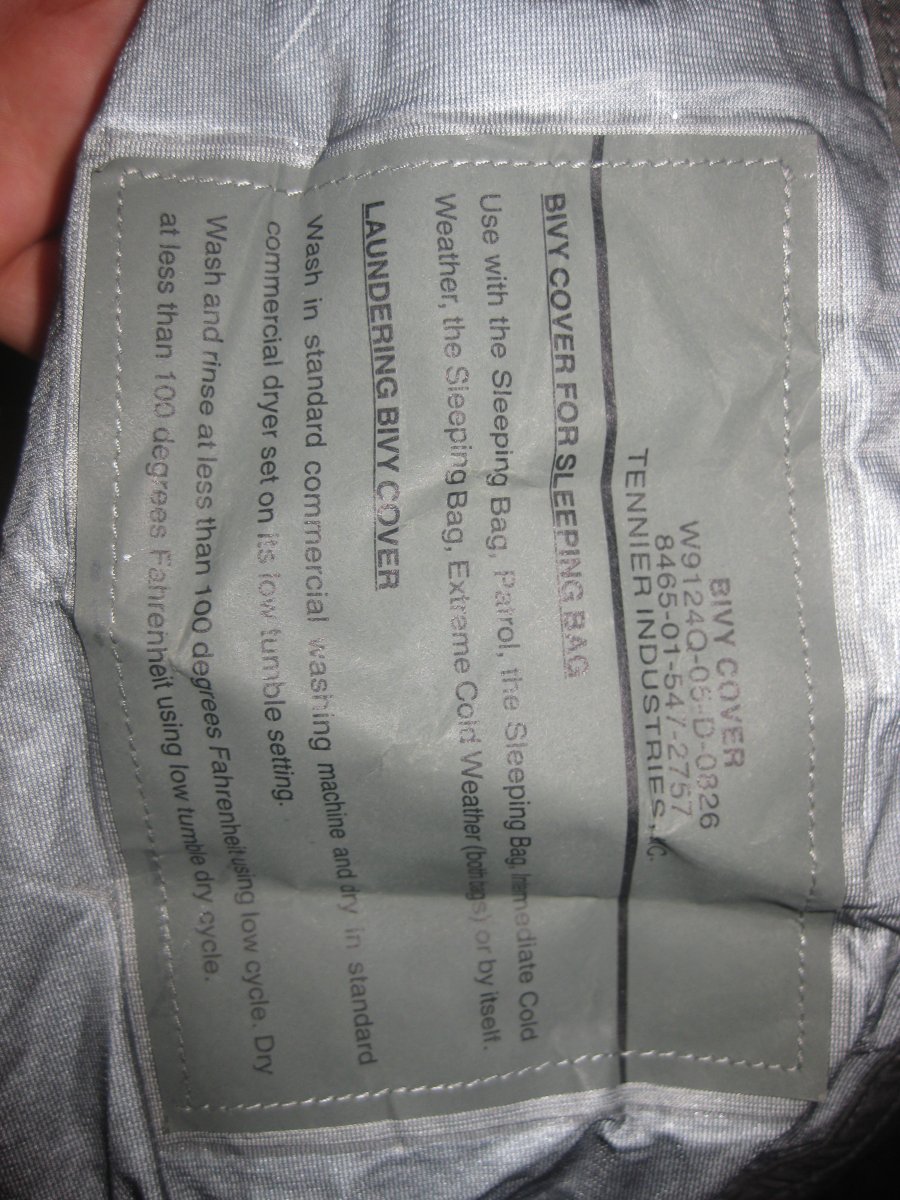 BIVY COVER
W9124Q-05-D-0826
8465-01-547-2757
TENNIER INDUSTRIES,
BIVY COVER FOR SLEEPING BAG
Use with the Sleeping Bag, Patrol, the Sleeping Bag, Cold
Weather, the Sleeping Bag, Extreme Cold Weather (both bags) or by itself.
LAUNDERING BIVY COVER
Wash in standard commercial washing machine and dry in standard
commercial dryer set on its low tumble setting.
Wash and rinse at less than 100 degrees Fahrenheit using low cycle. Dry
at less than 100 degrees Fahrenheit using low tumble dry cycle.